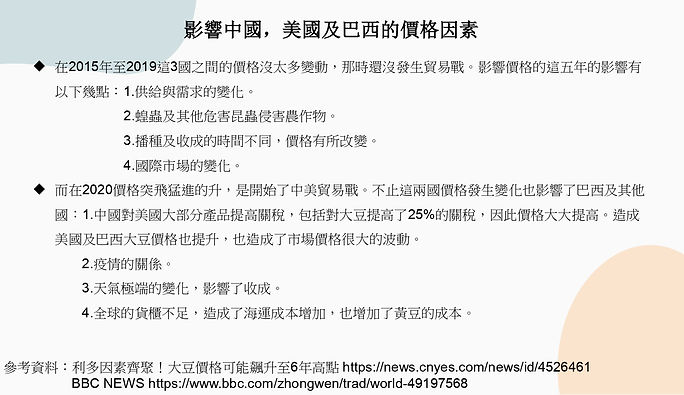 影響中國，美國及巴西的價格因素
◆ 在2015年至2019這3國之間的價格沒太多變動，那時還沒發生貿易戰。影響價格的這五年的影響有
以下幾點：1.供給與需求的變化。
2.蝗蟲及其他危害昆蟲侵害農作物。
3.播種及收成的時間不同，價格有所改變。
4.國際市場的變化。
◆ 而在2020價格突飛猛進的升，是開始了中美貿易戰。不止這兩國價格發生變化也影響了巴西及其他
國：1.中國對美國大部分產品提高關稅，包括對大豆提高了25%的關稅，因此價格大大提高。造成
美國及巴西大豆價格也提升，也造成了市場價格很大的波動。
2.疫情的關係。
3.天氣極端的變化，影響了收成。
4.全球的貨櫃不足，造成了海運成本增加，也增加了黃豆的成本。
參考資料：利多因素齊聚！大豆價格可能飆升至6年高點 https://news.cnyes.com/news/id/4526461
BBC NEWS https://www.bbc.com/zhongwen/trad/world-49197568